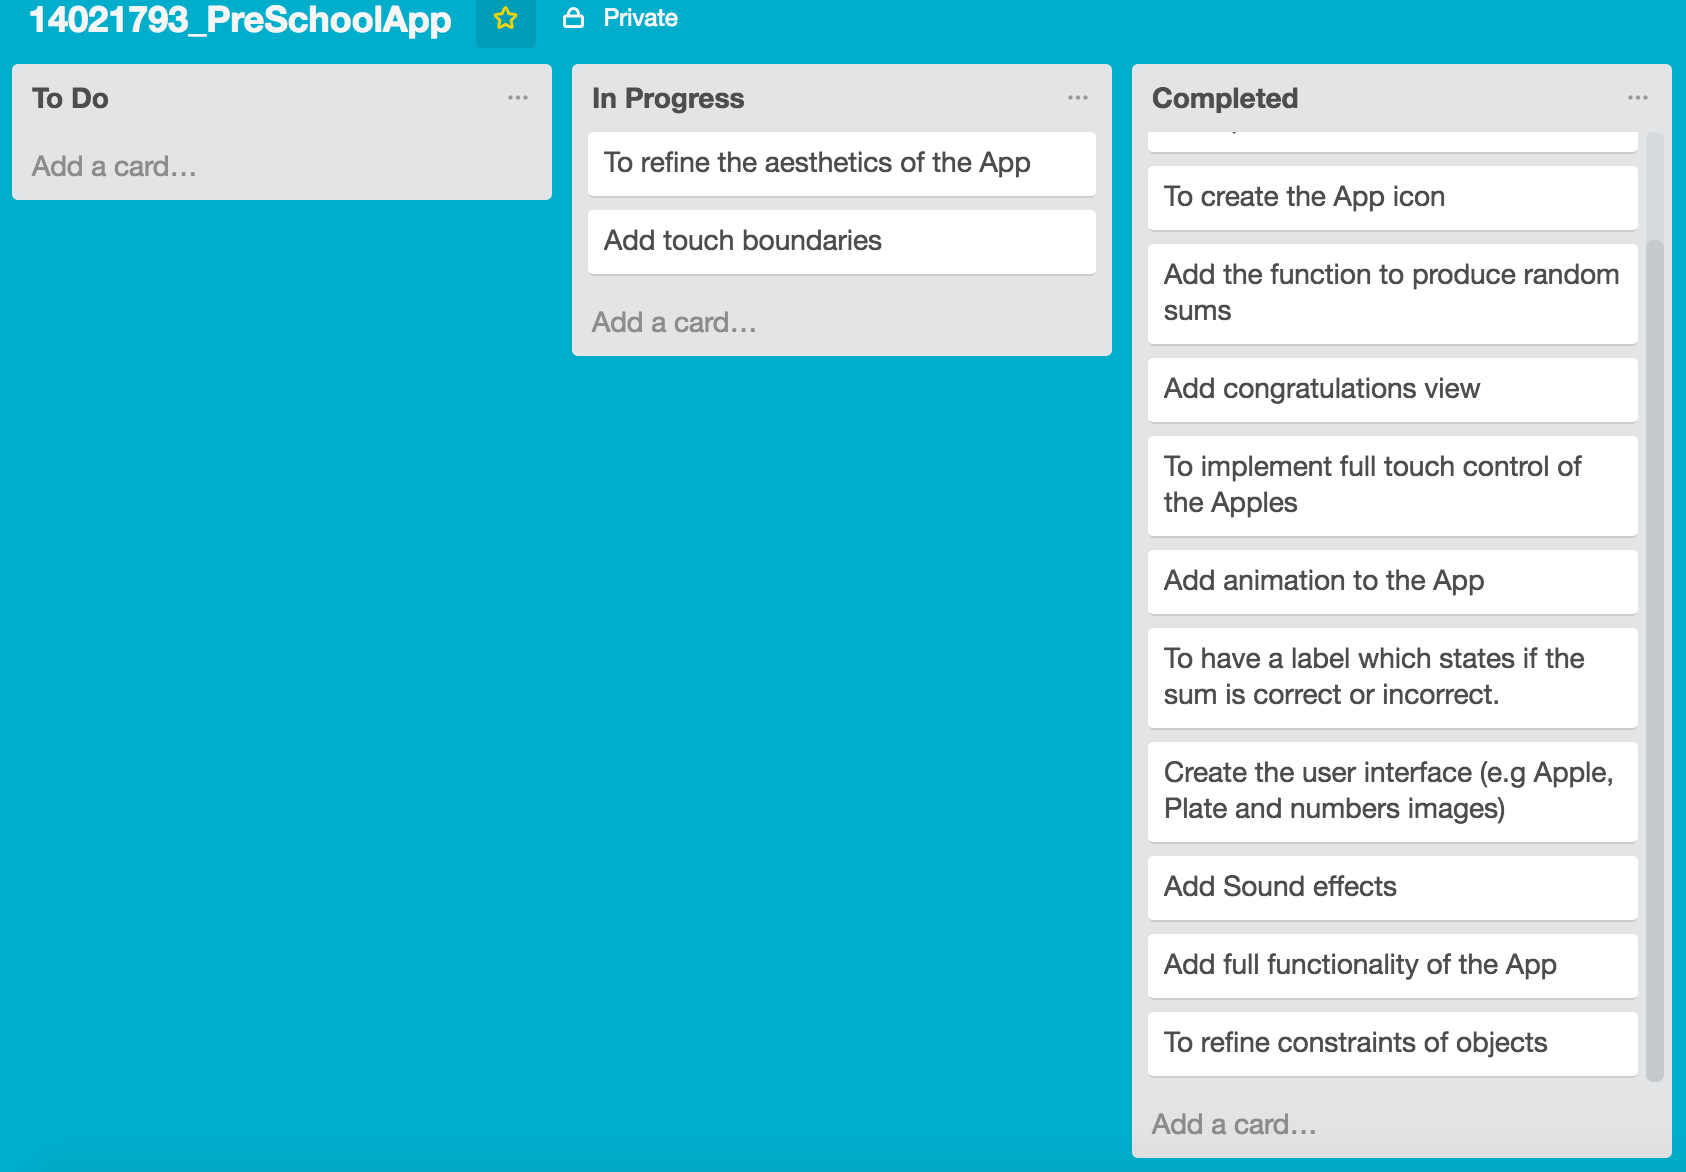 14021793_PreSchoolApp
Private
To Do
Add a card...
In Progress
To refine the aesthetics of the App
Add touch boundaries
Add a card...
Completed
To create the App icon
Add the function to produce random
sums
Add congratulations view
To implement full touch control of
the Apples
Add animation to the App
To have a label which states if the
sum is correct or incorrect.
Create the user interface (e.g Apple,
Plate and numbers images)
Add Sound effects
Add full functionality of the App
To refine constraints of objects
Add a card...